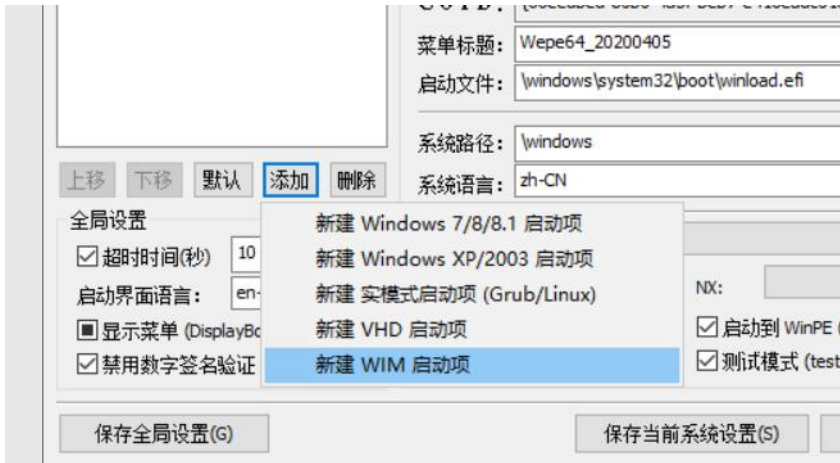 菜单标题: Wepe64_20200405
启动文件: \windows\system32\boot\winload.efi
系统路径: \windows
上移 下移 默认 添加 删除 系统语言: zh-CN
全局设置 新建 Windows 7/8/8.1 启动项
超时时间(秒) 10 新建 Windows XP/2003 启动项
启动界面语言: en- 新建 实模式启动项 (Grub/Linux) NX:
显示菜单 (DisplayBo 新建 VHD 启动项 启动到 WinPE (
禁用数字签名验证 新建 WIM 启动项 测试模式 (test
保存全局设置(G) 保存当前系统设置(S)